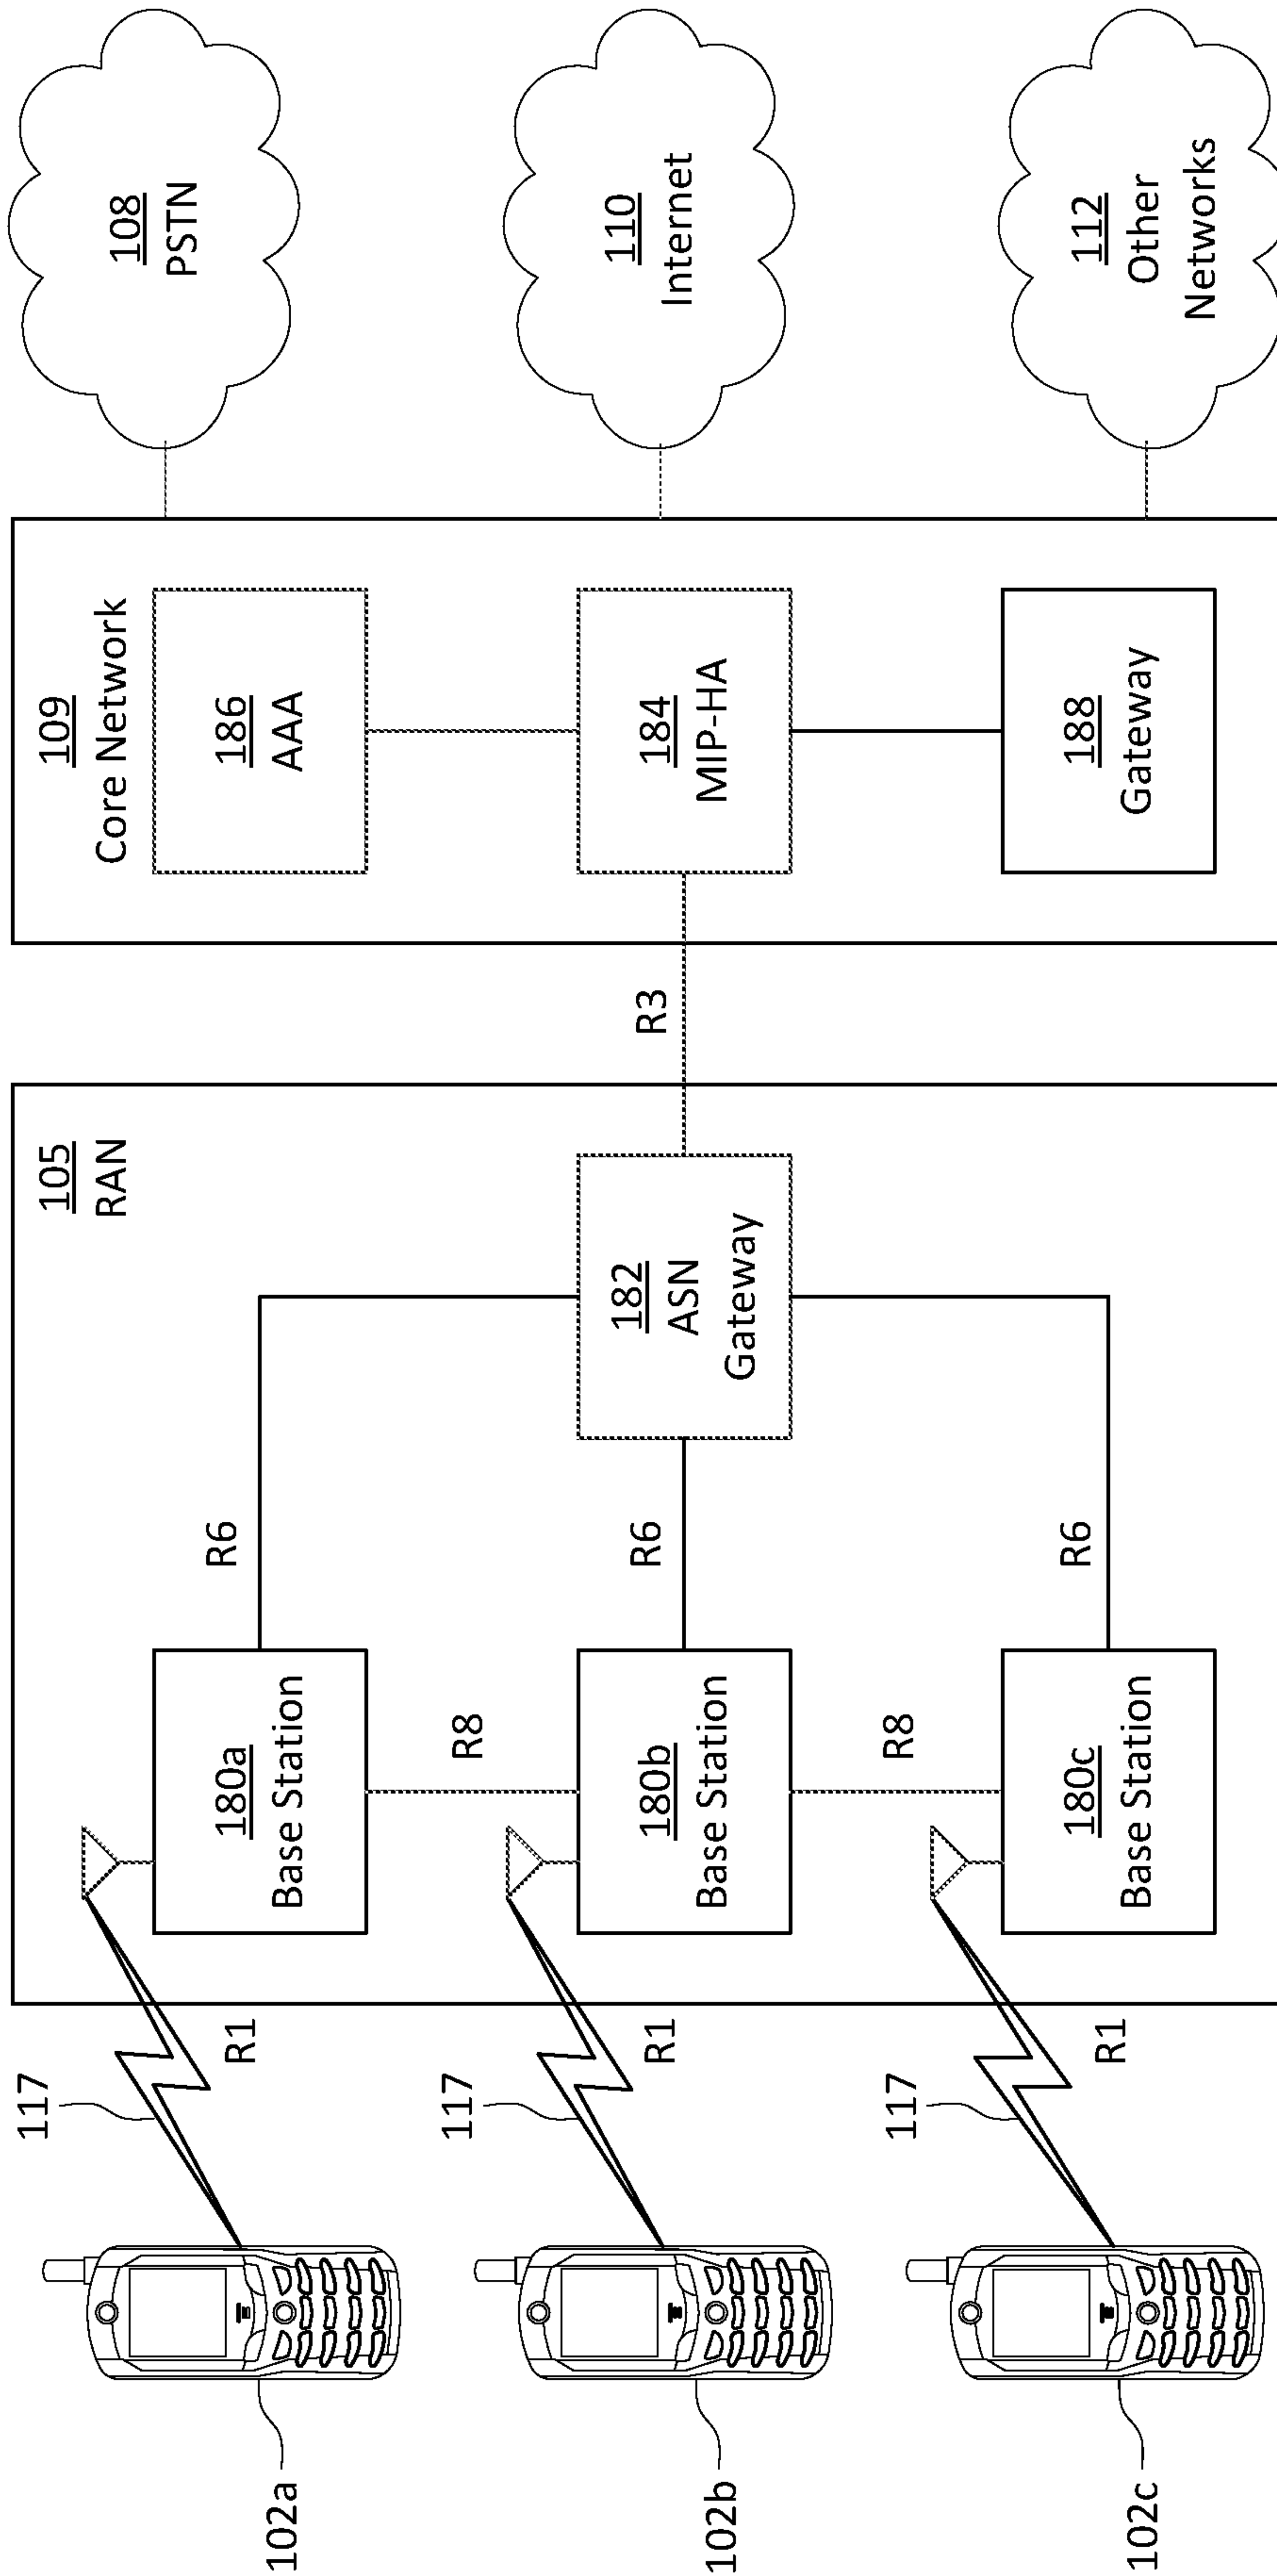 102a
117
R1
180a
Base Station
R6
105
RAN
109
Core Network
186
AAA
108
PSTN
R8
102b
117
R1
180b
Base Station
R6
182
ASN
Gateway
R3
184
MIP-HA
110
Internet
R8
102c
117
R1
180c
Base Station
R6
188
Gateway
112
Other
Networks